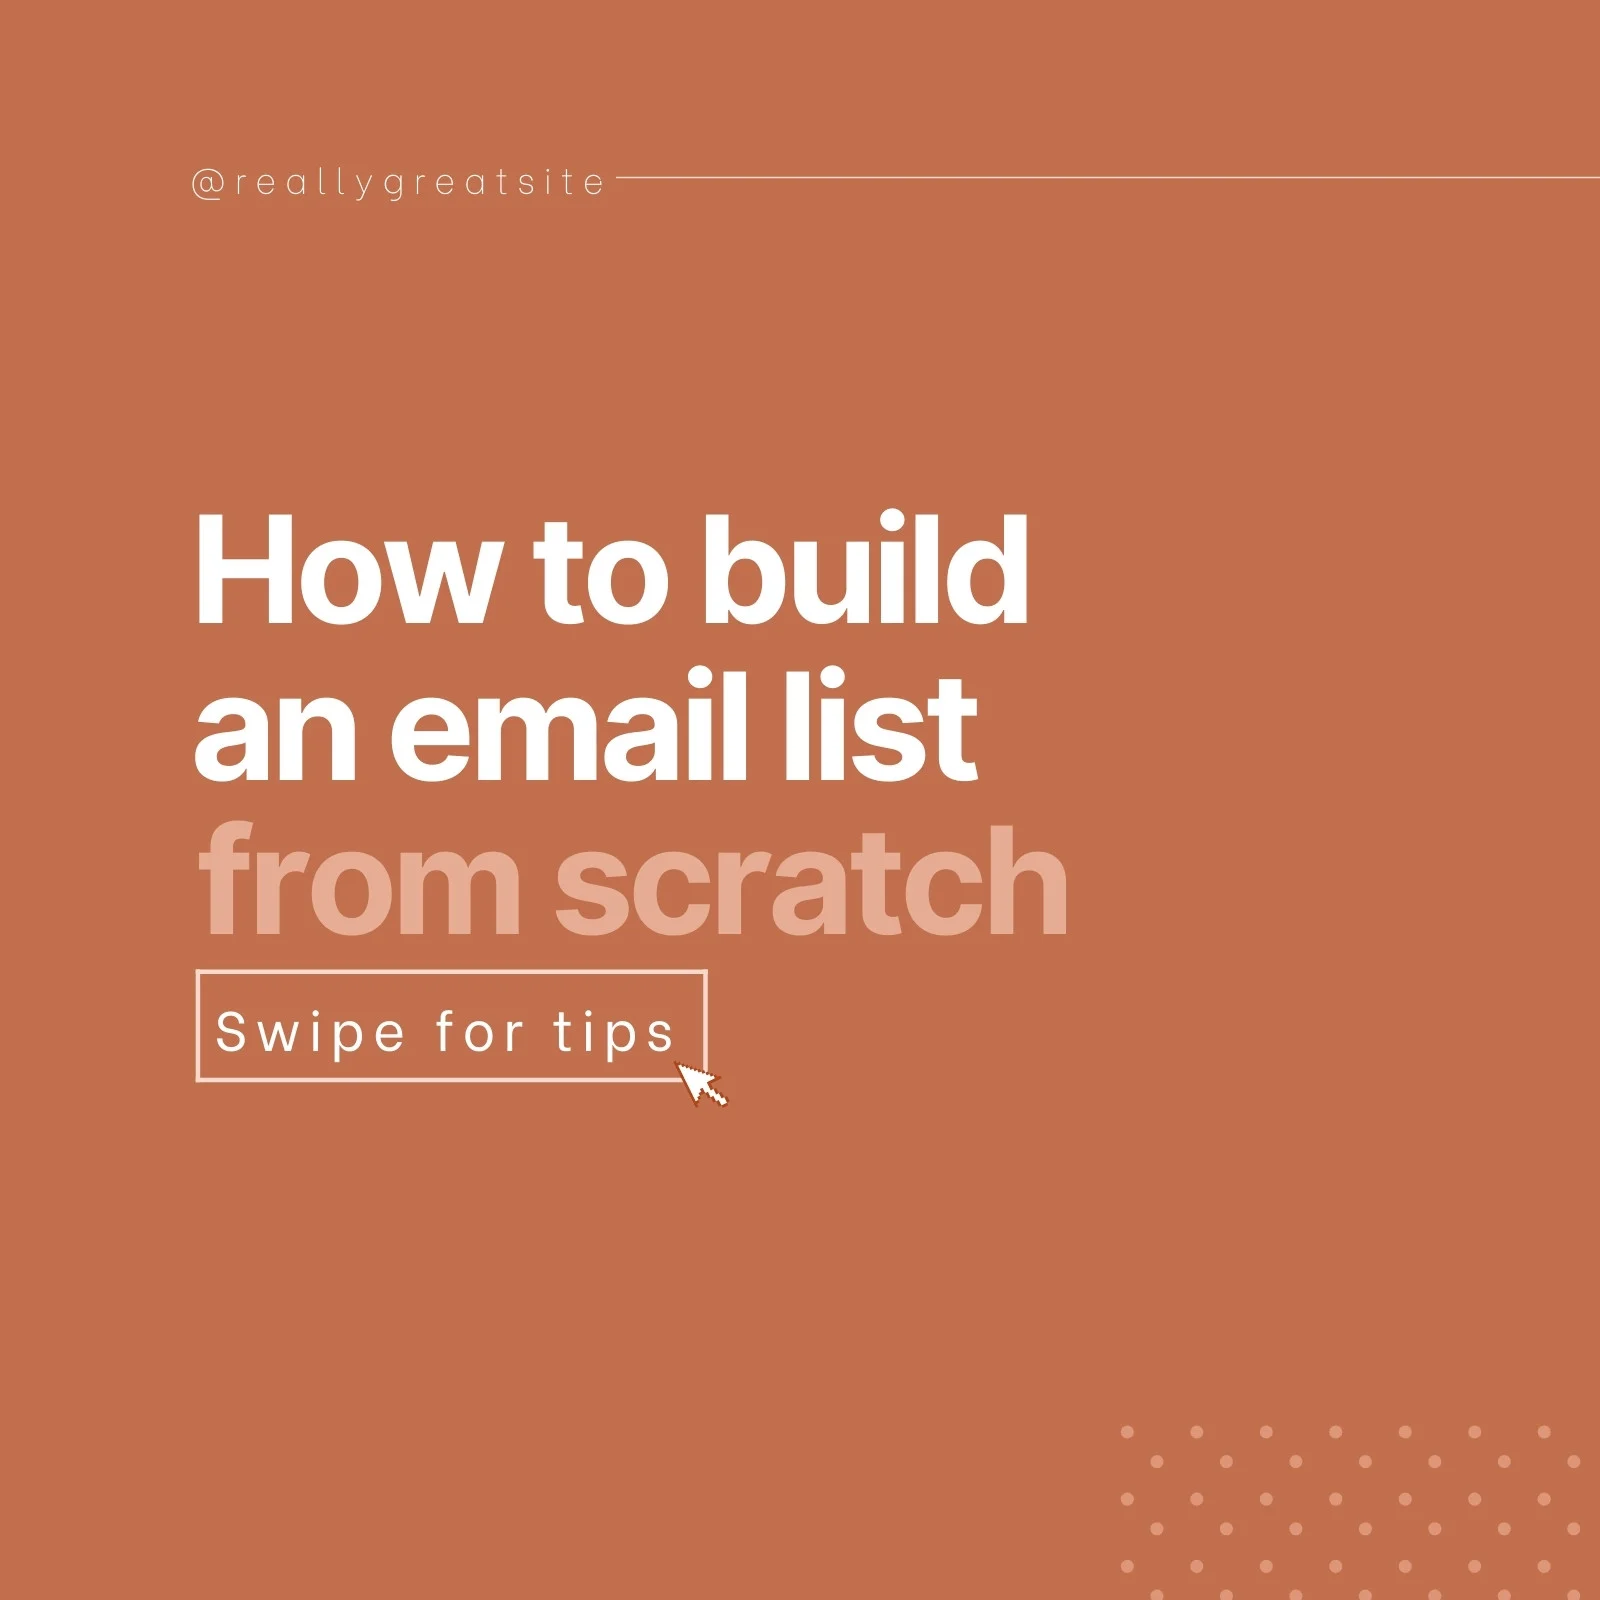 @reallygreatsite
How to build
an email list
from scratch
Swipe for tips